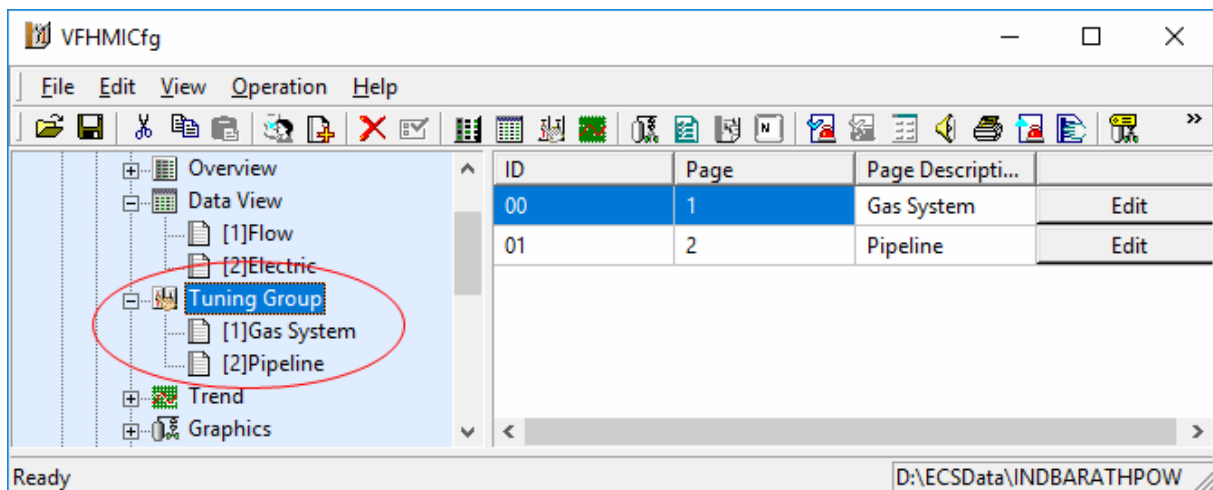 VFHMICfg
File Edit View Operation Help
Overview
Data View
[1]Flow
[2]Electric
Tuning Group
[1]Gas System
[2]Pipeline
Trend
Graphics
ID Page Page Descripti...
00 1 Gas System Edit
01 2 Pipeline Edit
Ready D:\ECSData\INDBARATHPOW